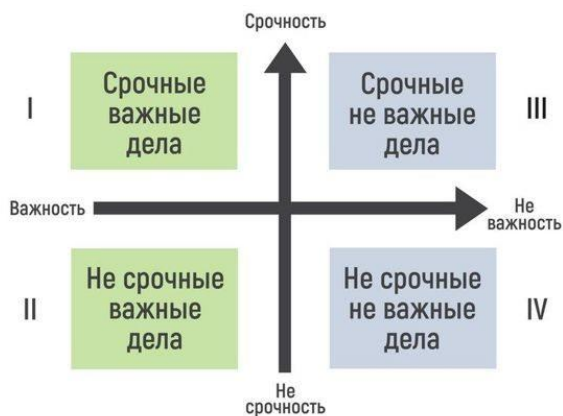 Срочность
I
Срочные
важные
дела
Срочные
не важные
дела
III
Важность
Не
важность
II
Не срочные
важные
дела
Не срочные
не важные
дела
IV
Не
срочность